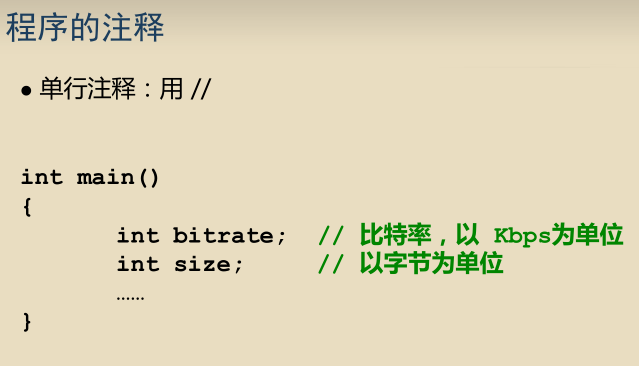 程序的注释
● 单行注释：用 //
int main()
{
int bitrate; // 比特率，以 Kbps为单位
int size; // 以字节为单位
……
}